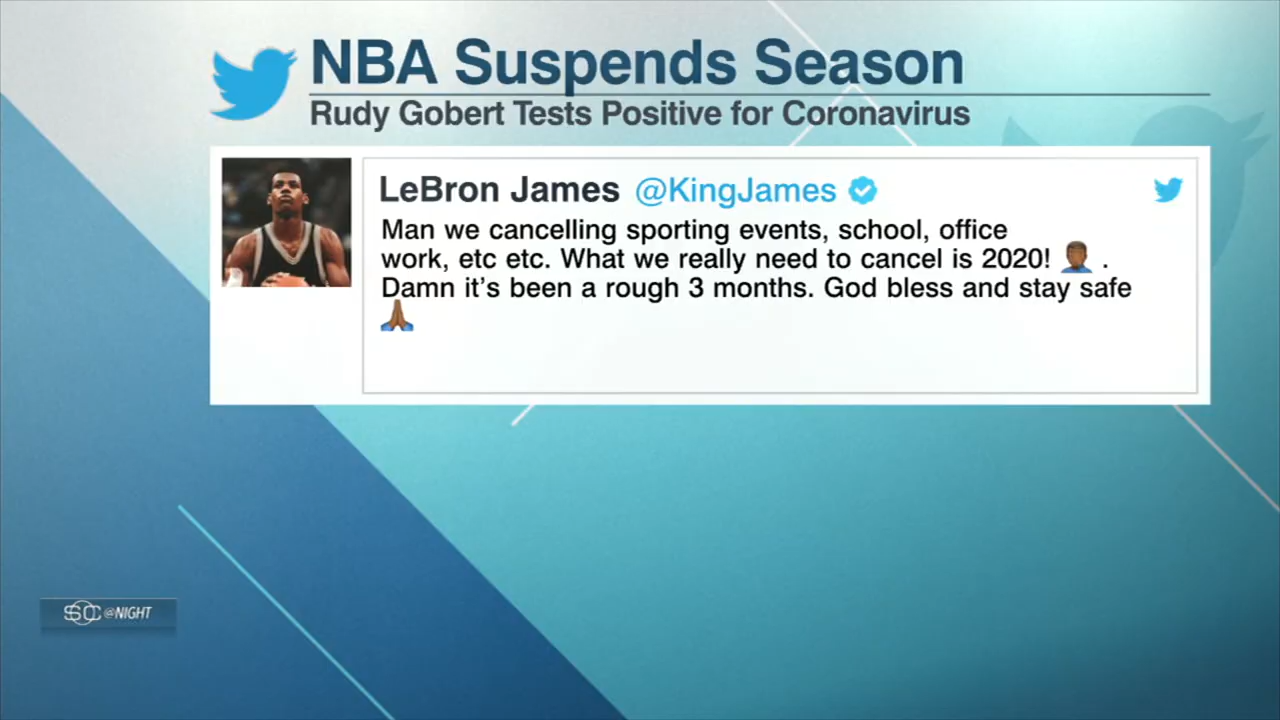 NBA Suspends Season
Rudy Gobert Tests Positive for Coronavirus
LeBron James @KingJames
Man we cancelling sporting events, school, office
work, etc etc. What we really need to cancel is 2020! 🤦🏾‍♂️ .
Damn it’s been a rough 3 months. God bless and stay safe
🙏🏾
SC @NIGHT